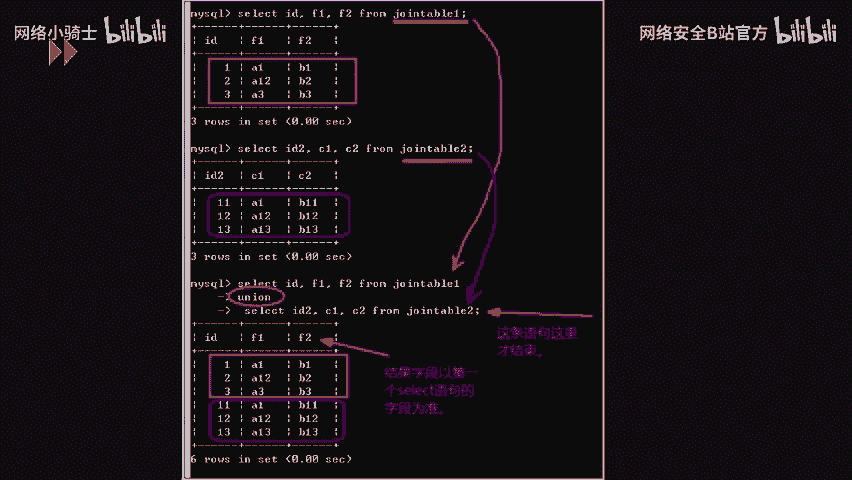 网络小骑士 bilibili
网络安全B站官方 bilibili
mysql> select id, f1, f2 from jointable1;
id | f1 | f2
1 | a1 | b1
2 | a12 | b2
3 | a3 | b3
3 rows in set (0.00 sec)
mysql> select id2, c1, c2 from jointable2;
id2 | c1 | c2
11 | a1 | b11
12 | a12 | b12
13 | a13 | b13
3 rows in set (0.00 sec)
mysql> select id, f1, f2 from jointable1
-> union
-> select id2, c1, c2 from jointable2;
id | f1 | f2
1 | a1 | b1
2 | a12 | b2
3 | a3 | b3
11 | a1 | b11
12 | a12 | b12
13 | a13 | b13
6 rows in set (0.00 sec)
这条语句这里
才结束。
结果字段以第一
个select语句的
字段为准。